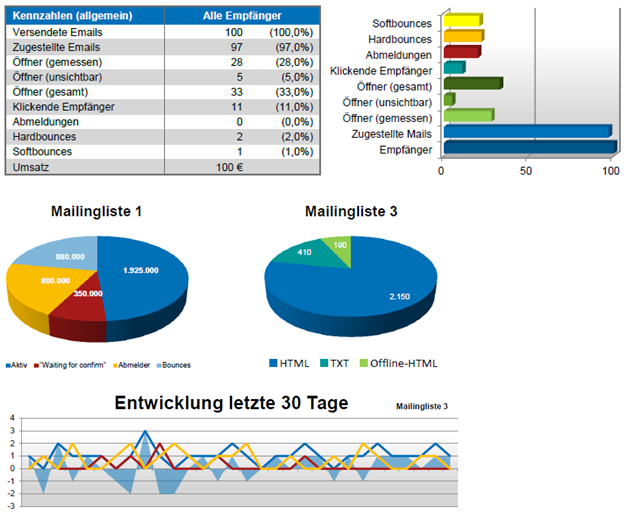 Kennzahlen (allgemein) Alle Empfänger
Versendete Emails 100 (100,0%)
Zugestellte Emails 97 (97,0%)
Öffner (gemessen) 28 (28,0%)
Öffner (unsichtbar) 5 (5,0%)
Öffner (gesamt) 33 (33,0%)
Klickende Empfänger 11 (11,0%)
Abmeldungen 0 (0,0%)
Hardbounces 2 (2,0%)
Softbounces 1 (1,0%)
Umsatz 100 €
Softbounces
Hardbounces
Abmeldungen
Klickende Empfänger
Öffner (gesamt)
Öffner (unsichtbar)
Öffner (gemessen)
Zugestellte Mails
Empfänger
0 50 100
Mailingliste 1
880.000
1.925.000
800.000
350.000
Aktiv "Waiting for confirm" Abmelder Bounces
Mailingliste 3
190
410
2.150
HTML TXT Offline-HTML
Entwicklung letzte 30 Tage Mailingliste 3
4
3
2
1
0
-1
-2
-3